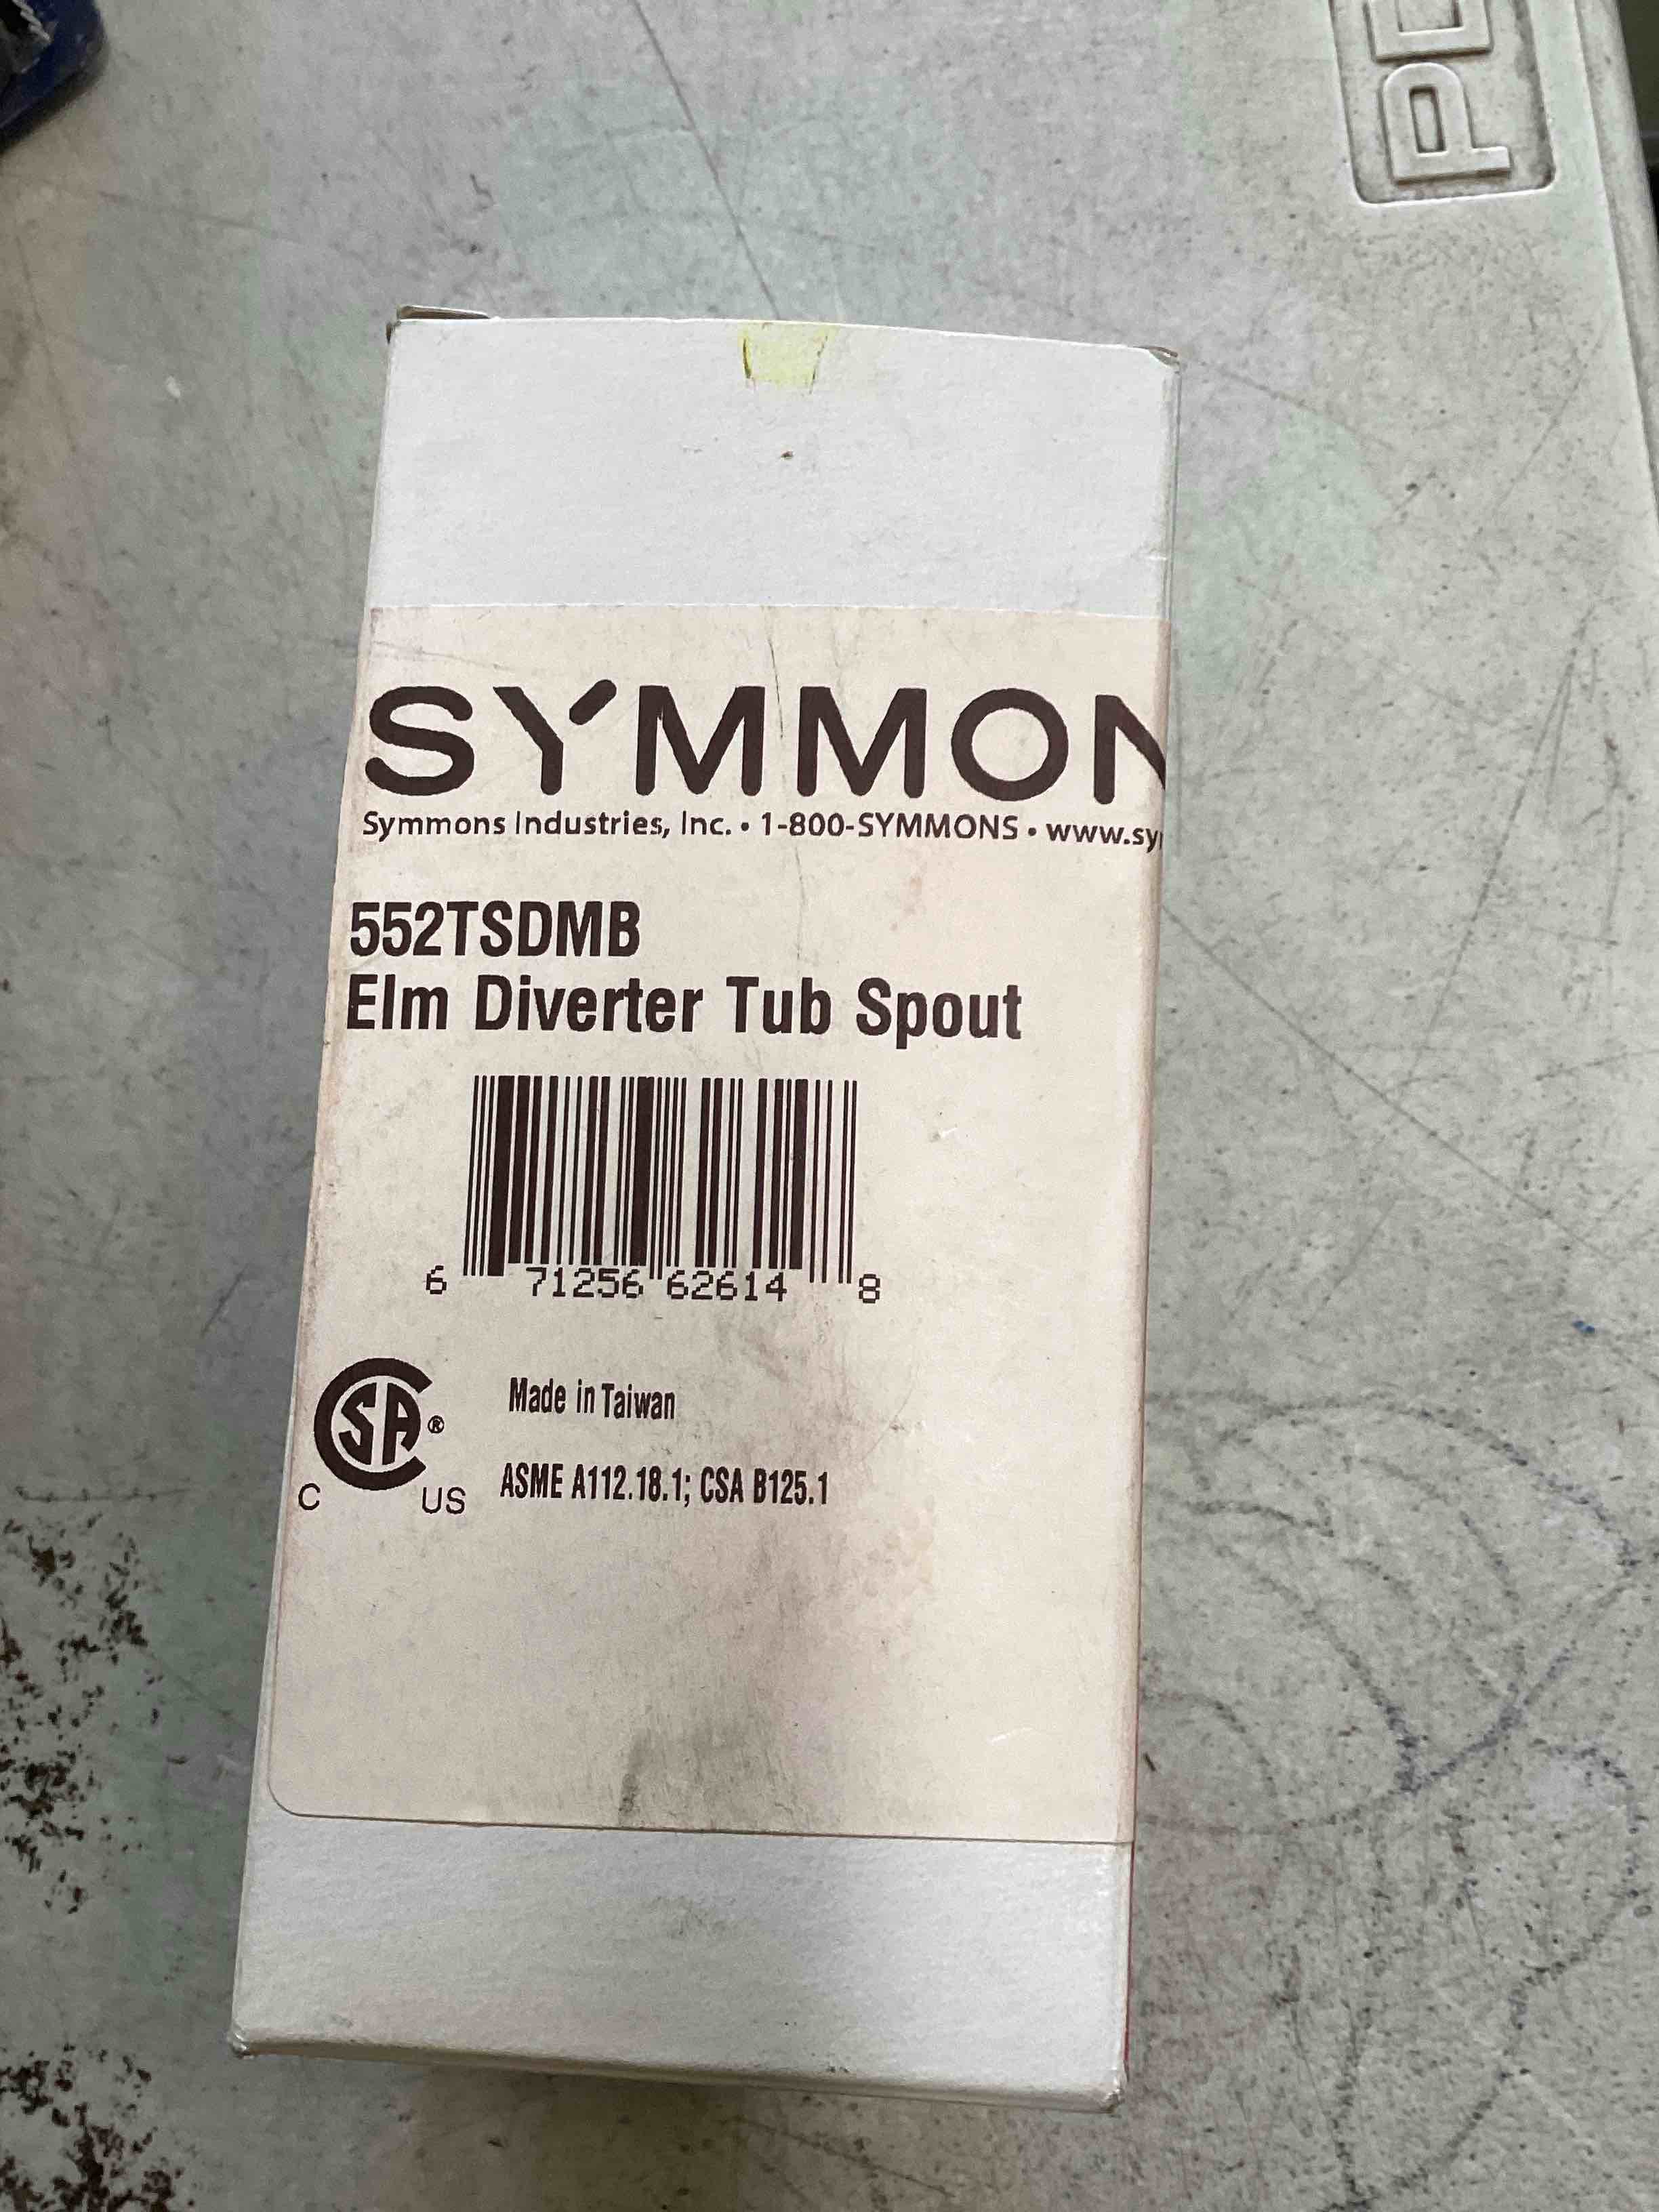 SYMMON
Symmons Industries, Inc. • 1-800-SYMMONS • www.sy
552TSDMB
Elm Diverter Tub Spout
6 71256 62614 8
CSA®
C US
Made in Taiwan
ASME A112.18.1; CSA B125.1